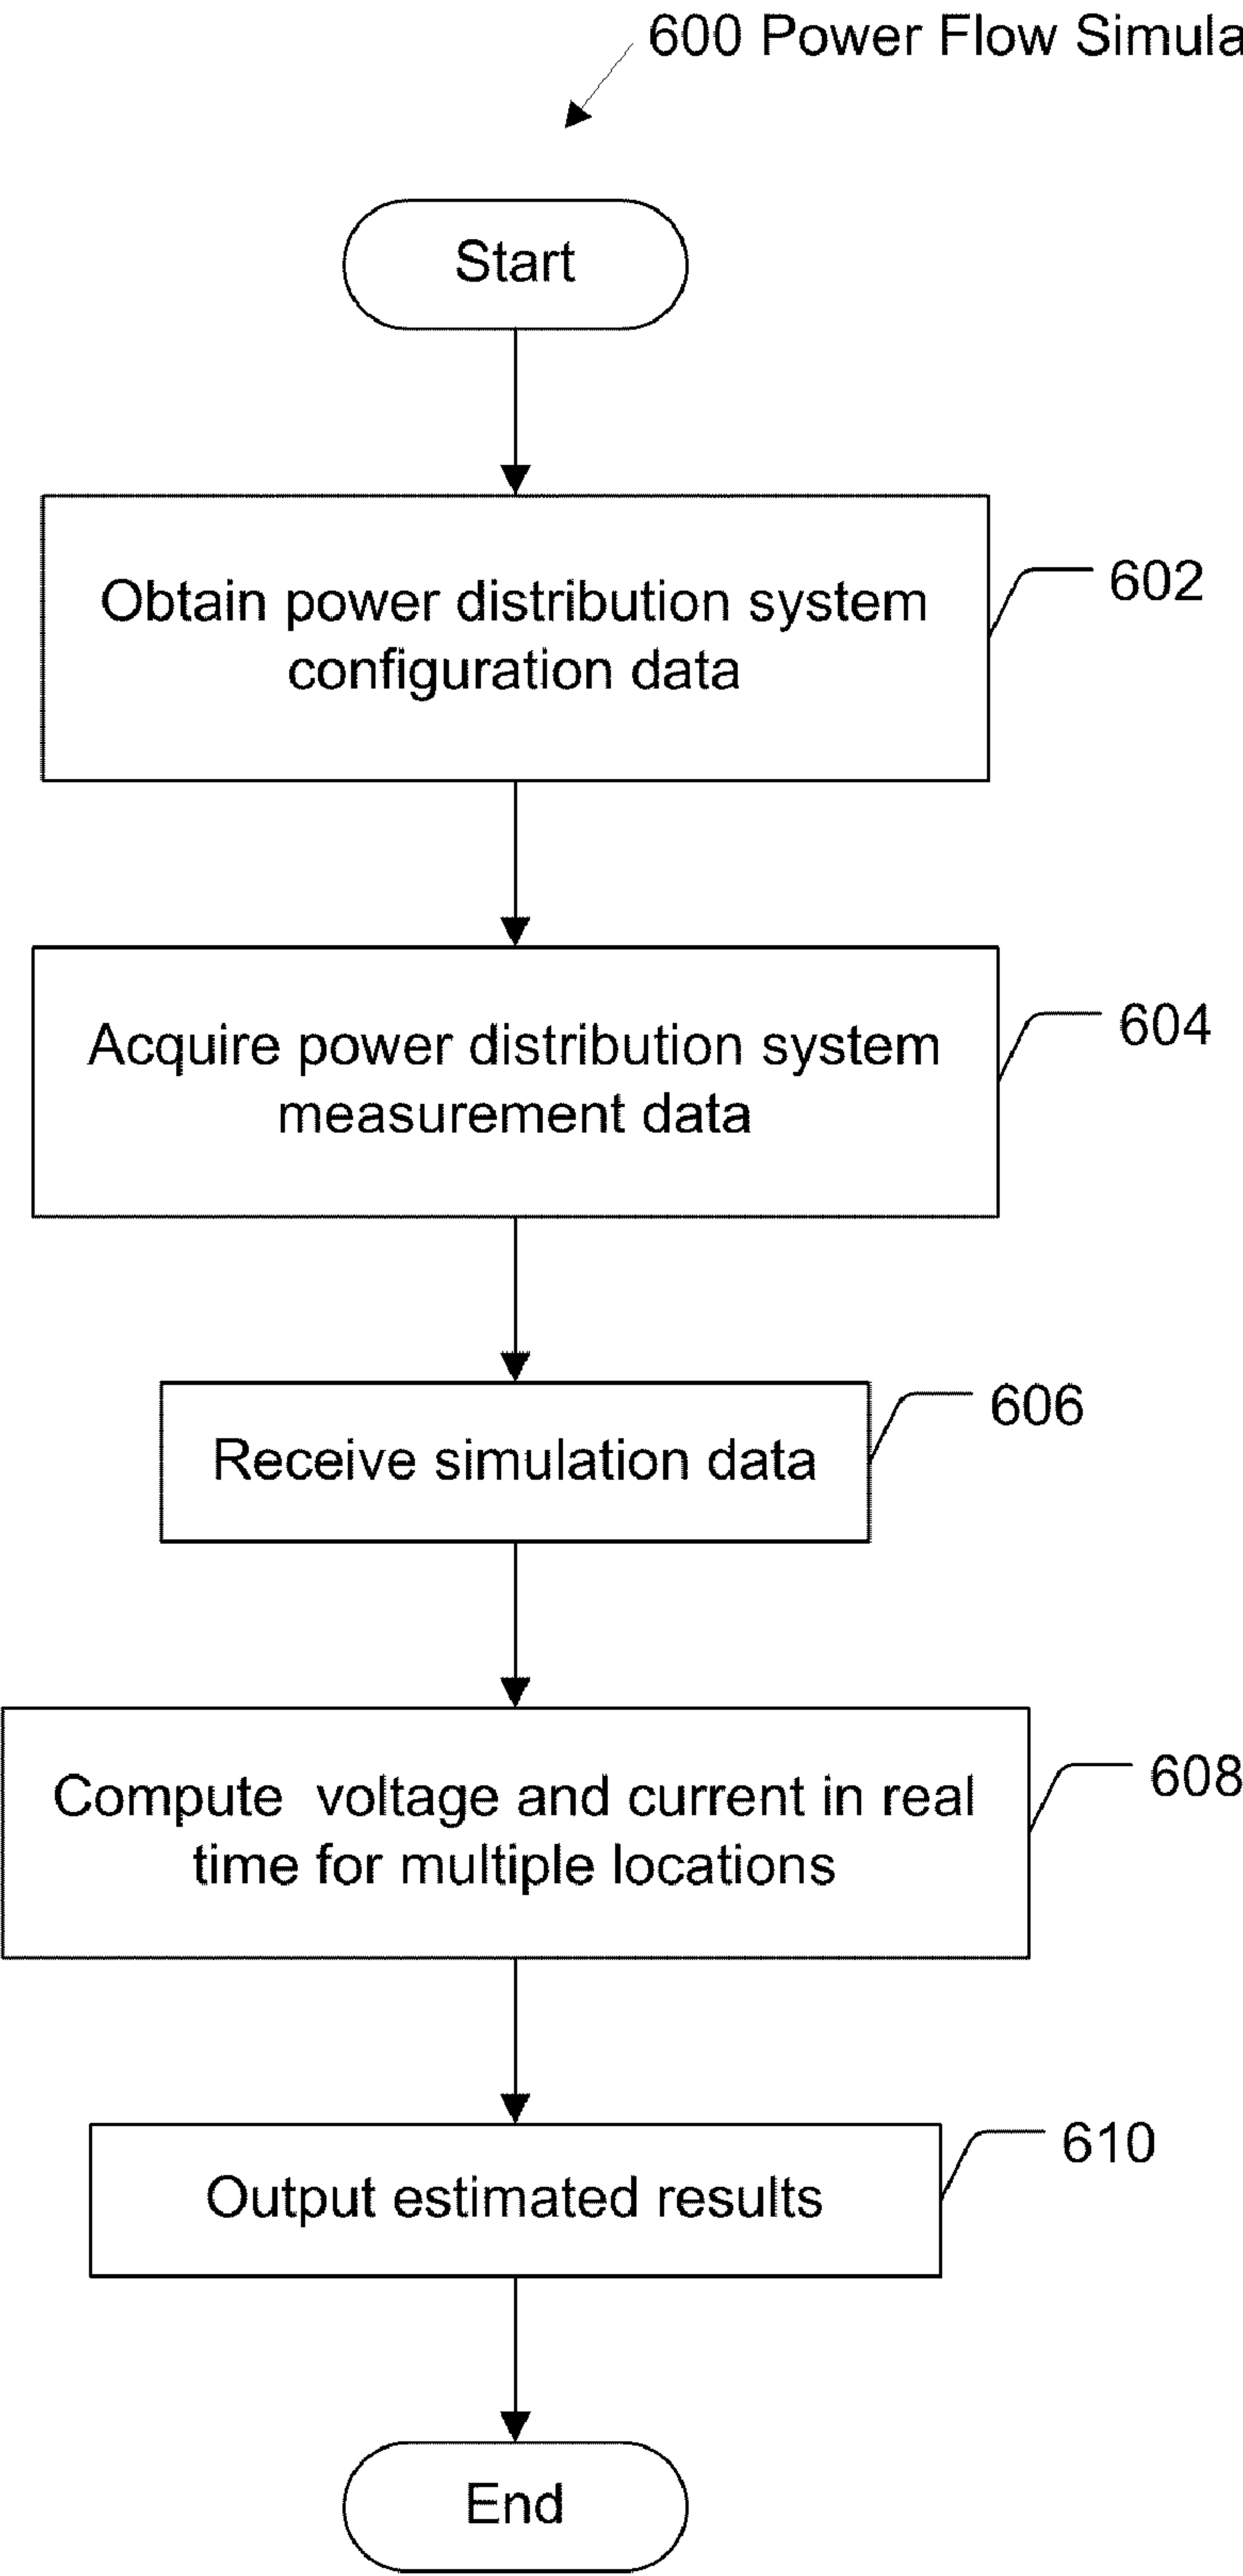 600 Power Flow Simula
Start
Obtain power distribution system
configuration data
602
Acquire power distribution system
measurement data
604
Receive simulation data
606
Compute  voltage and current in real
time for multiple locations
608
Output estimated results
610
End